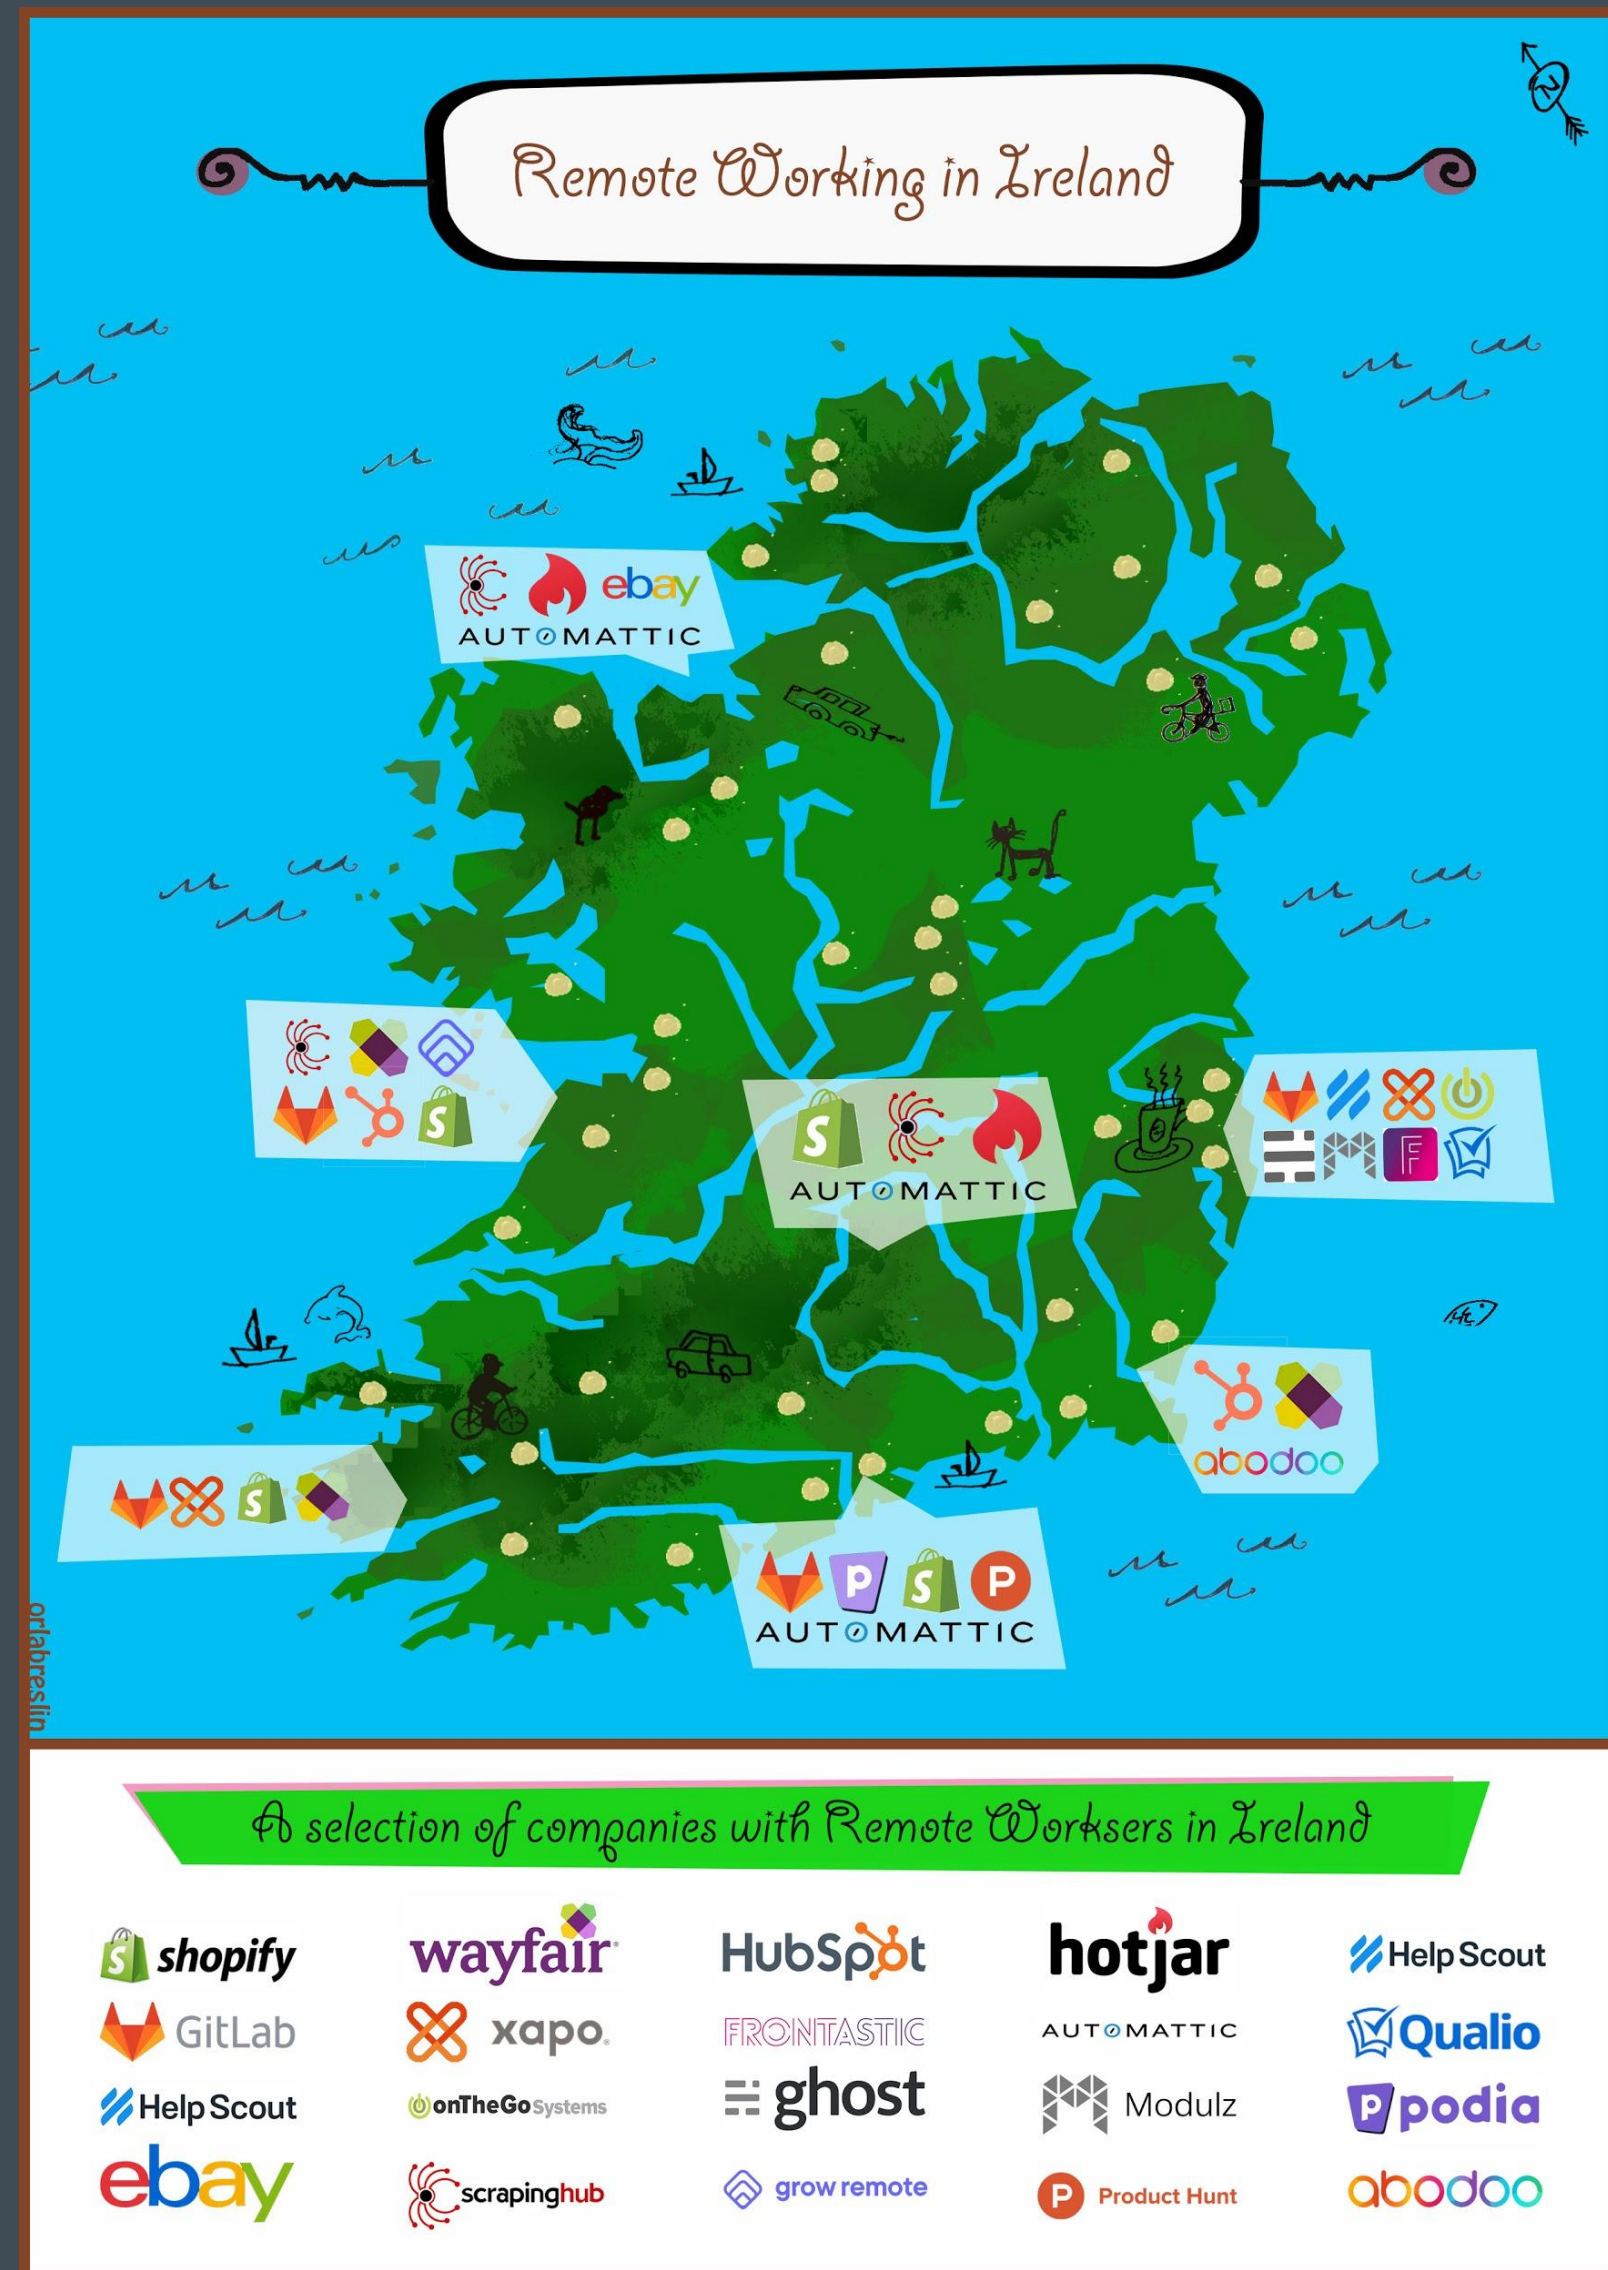 Remote Working in Ireland
N
ebay
AUTOMATTIC
S
S
AUTOMATTIC
F
S
abodoo
P S P
AUTOMATTIC
orlabreslin
A selection of companies with Remote Worksers in Ireland
shopify
wayfair
HubSpot
hotjar
Help Scout
GitLab
xapo
FRONTASTIC
AUTOMATTIC
Qualio
Help Scout
onTheGoSystems
ghost
Modulz
podia
ebay
scrapinghub
grow remote
Product Hunt
abodoo